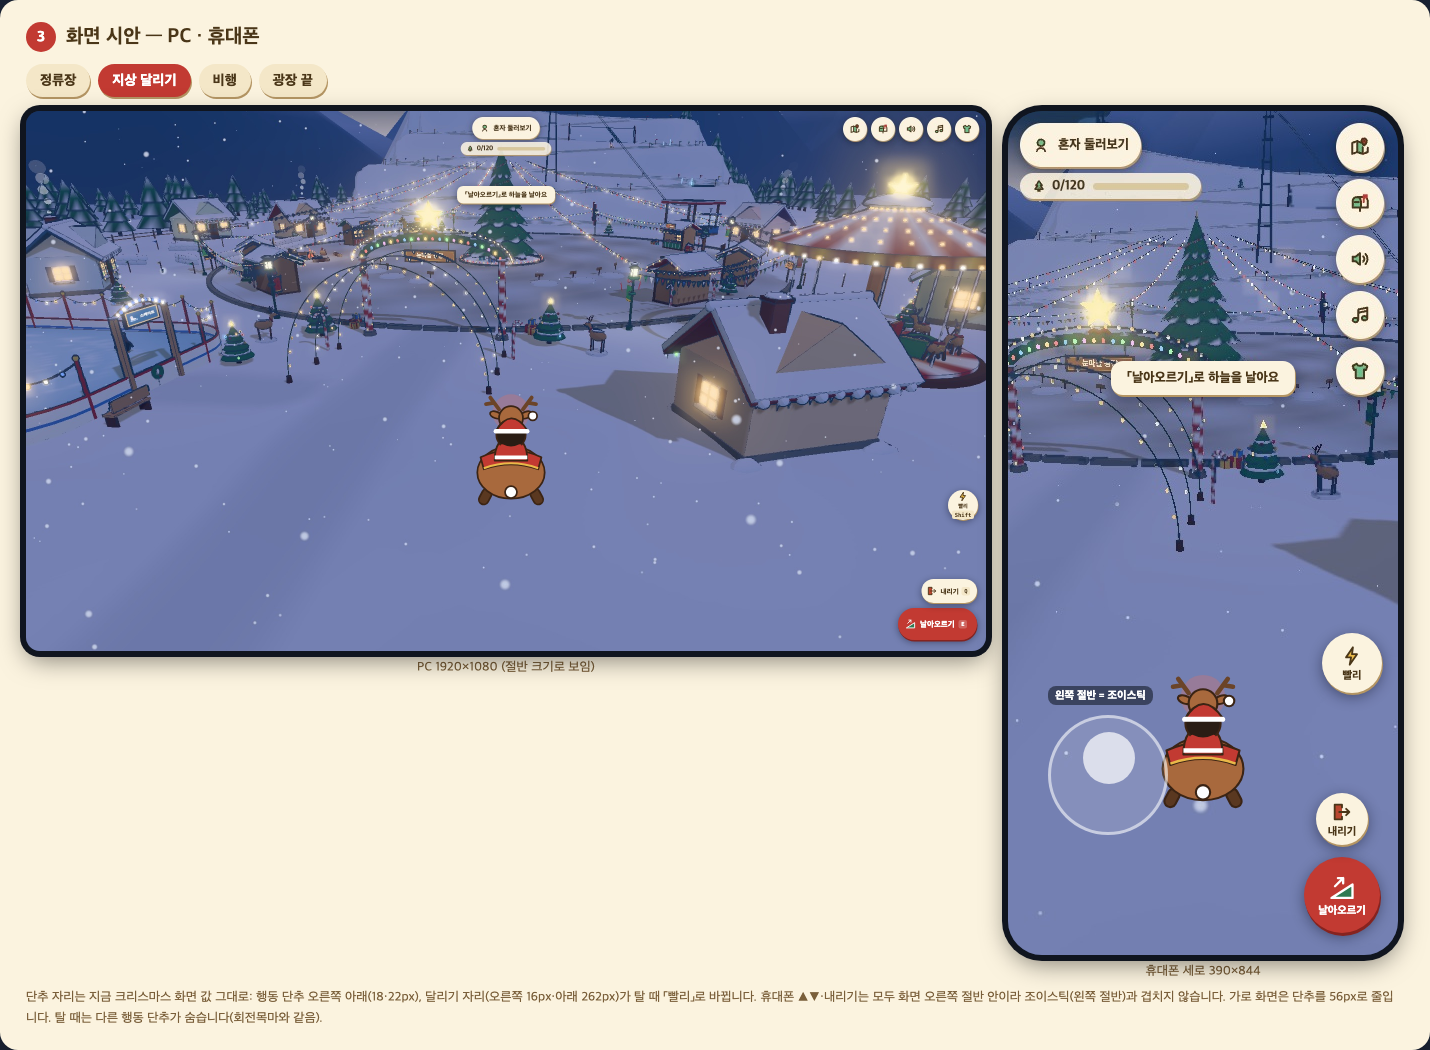 3 화면 시안 — PC · 휴대폰
정류장 지상 달리기 비행 광장 끝
혼자 둘러보기
0/120
「날아오르기」로 하늘을 날아요
스케이트
빨리
Shift
내리기
날아오르기 E
PC 1920×1080 (절반 크기로 보임)
혼자 둘러보기
0/120
「날아오르기」로 하늘을 날아요
빨리
왼쪽 절반 = 조이스틱
내리기
날아오르기
휴대폰 세로 390×844
단추 자리는 지금 크리스마스 화면 값 그대로: 행동 단추 오른쪽 아래(18·22px), 달리기 자리(오른쪽 16px·아래 262px)가 탈 때 「빨리」로 바뀝니다. 휴대폰 ▲▼·내리기는 모두 화면 오른쪽 절반 안이라 조이스틱(왼쪽 절반)과 겹치지 않습니다. 가로 화면은 단추를 56px로 줄입
니다. 탈 때는 다른 행동 단추가 숨습니다(회전목마와 같음).